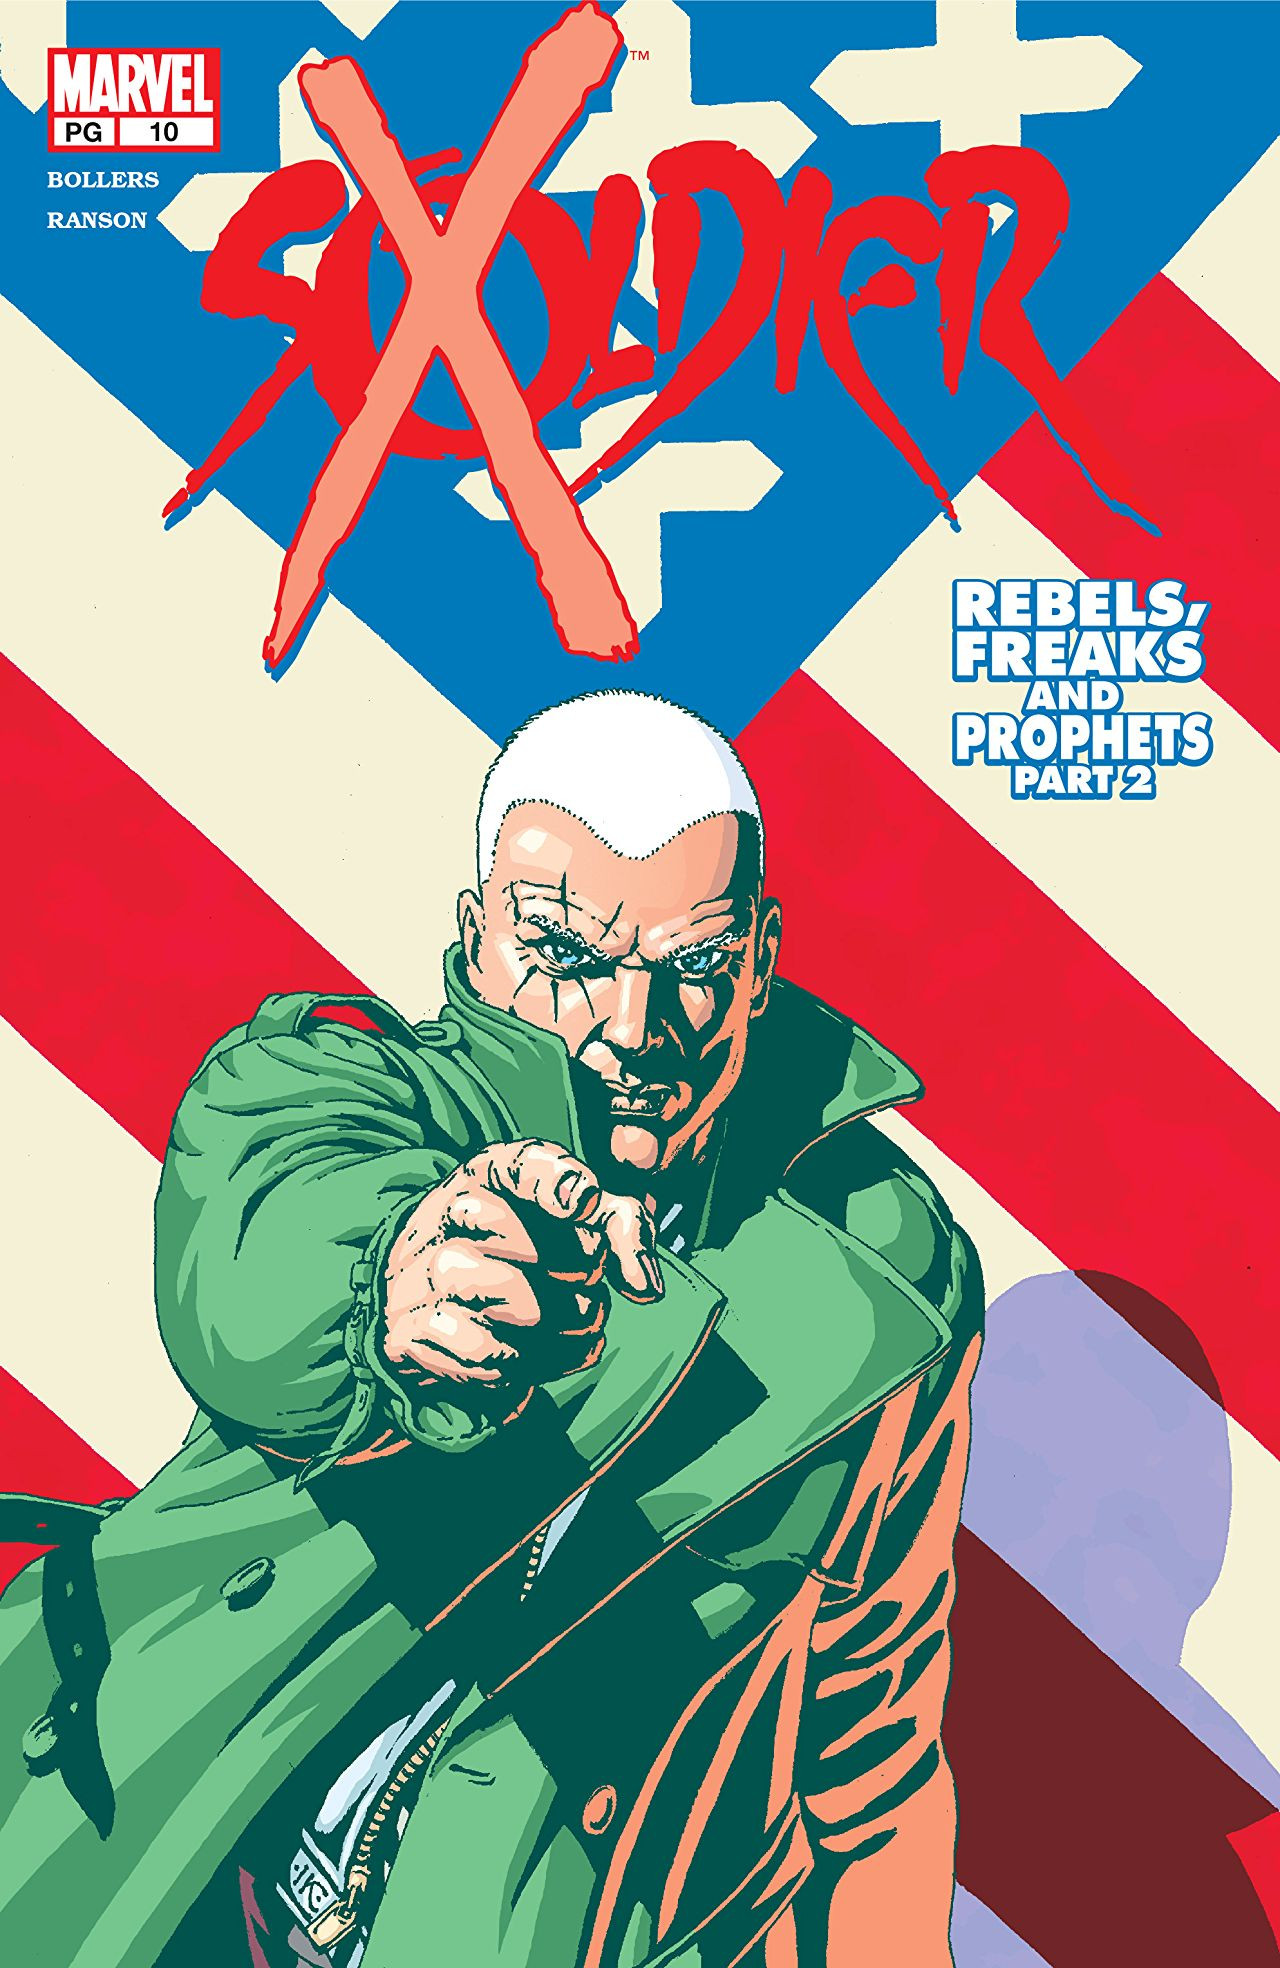 MARVEL
PG 10
BOLLERS
RANSON
X
SOLDIER
™
REBELS,
FREAKS
AND
PROPHETS
PART 2